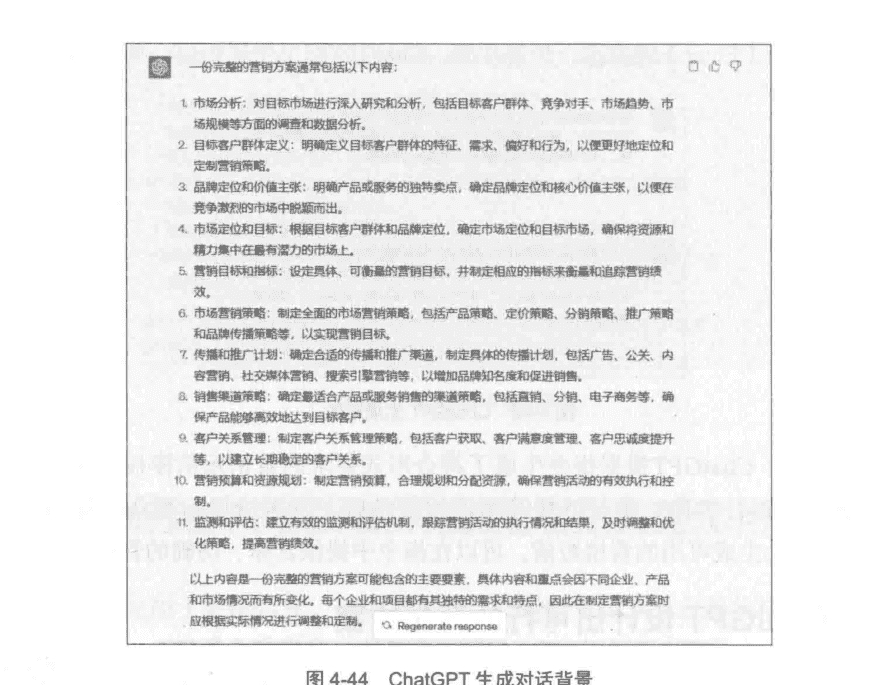 一份完整的营销方案通常包括以下内容：
1. 市场分析：对目标市场进行深入研究和分析，包括目标客户群体、竞争对手、市场趋势、市
场规模等方面的调查和数据分析。
2. 目标客户群体定义：明确定义目标客户群体的特征、需求、偏好和行为，以便更好地定位和
定制营销策略。
3. 品牌定位和价值主张：明确产品或服务的独特卖点，确定品牌定位和核心价值主张，以便在
竞争激烈的市场中脱颖而出。
4. 市场定位和目标：根据目标客户群体和品牌定位，确定市场定位和目标市场，确保将资源和
精力集中在最有潜力的市场上。
5. 营销目标和指标：设定具体、可衡量的营销目标，并制定相应的指标来衡量和追踪营销绩
效。
6. 市场营销策略：制定全面的市场营销策略，包括产品策略、定价策略、分销策略、推广策略
和品牌传播策略等，以实现营销目标。
7. 传播和推广计划：确定合适的传播和推广渠道，制定具体的传播计划，包括广告、公关、内
容营销、社交媒体营销、搜索引擎营销等，以增加品牌知名度和促进销售。
8. 销售渠道策略：确定最适合产品或服务销售的渠道策略，包括直销、分销、电子商务等，确
保产品能够高效地达到目标客户。
9. 客户关系管理：制定客户关系管理策略，包括客户获取、客户满意度管理、客户忠诚度提升
等，以建立长期稳定的客户关系。
10. 营销预算和资源规划：制定营销预算，合理规划和分配资源，确保营销活动的有效执行和控
制。
11. 监测和评估：建立有效的监测和评估机制，跟踪营销活动的执行情况和结果，及时调整和优
化策略，提高营销绩效。
以上内容是一份完整的营销方案可能包含的主要要素，具体内容和重点会因不同企业、产品
和市场情况而有所变化。每个企业和项目都有其独特的需求和特点，因此在制定营销方案时
应根据实际情况进行调整和定制。
Regenerate response
图 4-44 ChatGPT 生成对话背景